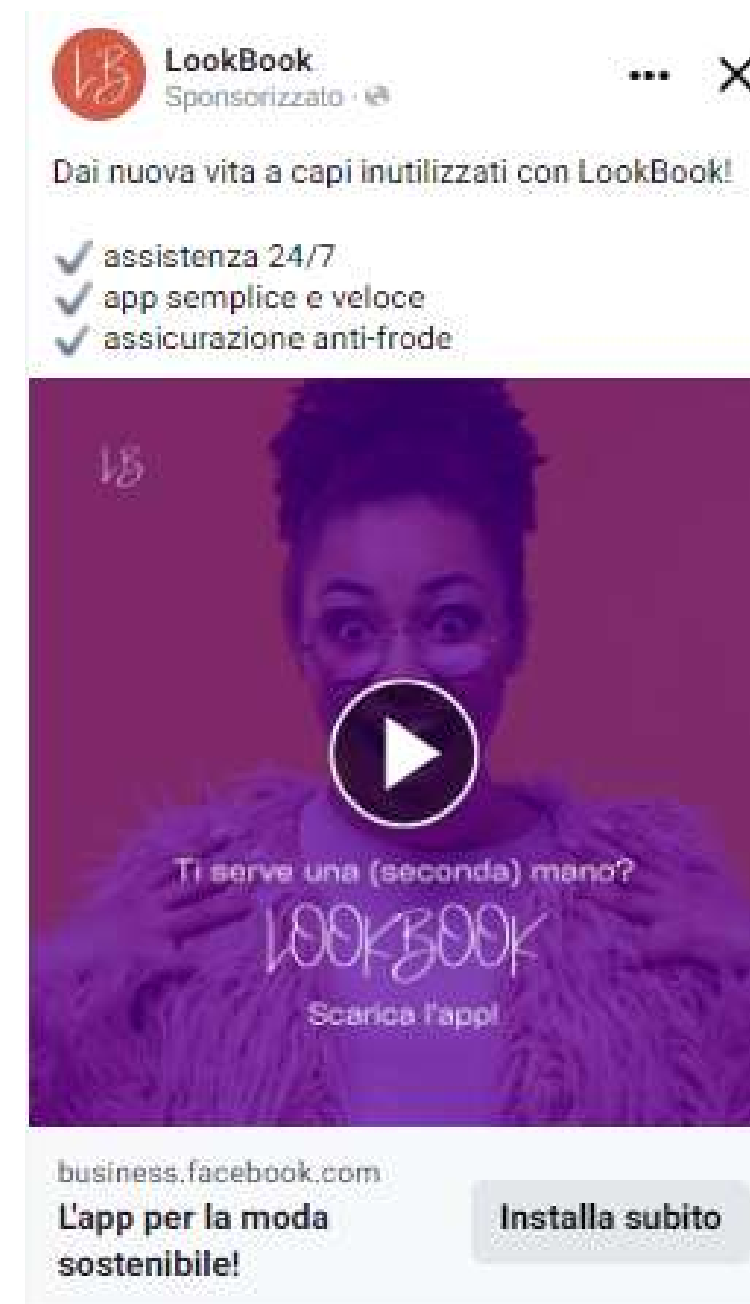 LB
LookBook
Sponsorizzato ·
Dai nuova vita a capi inutilizzati con LookBook!
✓ assistenza 24/7
✓ app semplice e veloce
✓ assicurazione anti-frode
LB
Ti serve una (seconda) mano?
LOOKBOOK
Scarica l'app!
business.facebook.com
L'app per la moda
sostenibile!
Installa subito